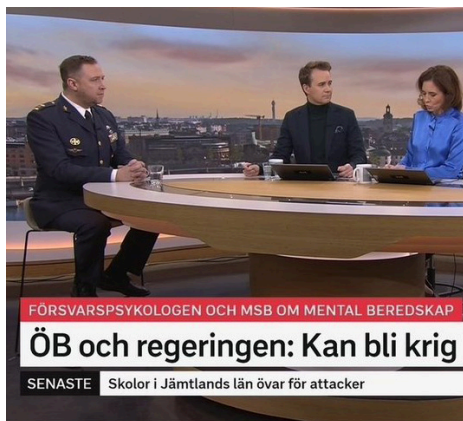 FÖRSVARSPSYKOLOGEN OCH MSB OM MENTAL BEREDSKAP
ÖB och regeringen: Kan bli krig
SENASTE Skolor i Jämtlands län övar för attacker